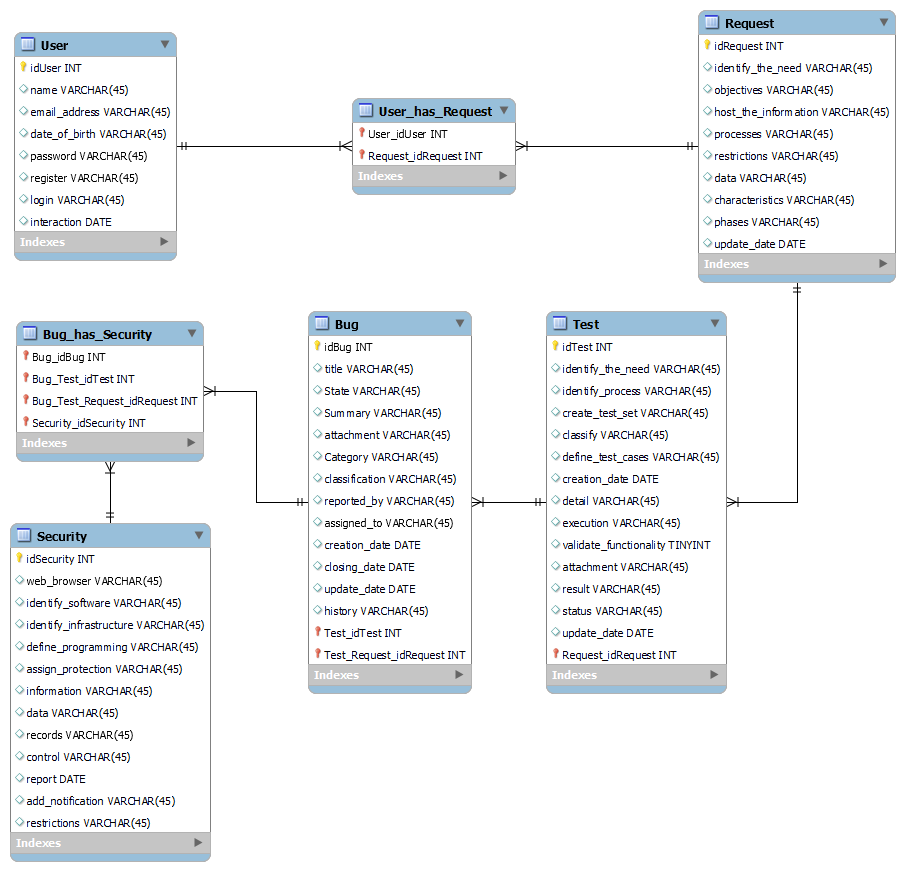 User
idUser INT
name VARCHAR(45)
email_address VARCHAR(45)
date_of_birth VARCHAR(45)
password VARCHAR(45)
register VARCHAR(45)
login VARCHAR(45)
interaction DATE
Indexes
User_has_Request
User_idUser INT
Request_idRequest INT
Indexes
Request
idRequest INT
identify_the_need VARCHAR(45)
objectives VARCHAR(45)
host_the_information VARCHAR(45)
processes VARCHAR(45)
restrictions VARCHAR(45)
data VARCHAR(45)
characteristics VARCHAR(45)
phases VARCHAR(45)
update_date DATE
Indexes
Bug_has_Security
Bug_idBug INT
Bug_Test_idTest INT
Bug_Test_Request_idRequest INT
Security_idSecurity INT
Indexes
Bug
idBug INT
title VARCHAR(45)
State VARCHAR(45)
Summary VARCHAR(45)
attachment VARCHAR(45)
Category VARCHAR(45)
classification VARCHAR(45)
reported_by VARCHAR(45)
assigned_to VARCHAR(45)
creation_date DATE
closing_date DATE
update_date DATE
history VARCHAR(45)
Test_idTest INT
Test_Request_idRequest INT
Indexes
Test
idTest INT
identify_the_need VARCHAR(45)
identify_process VARCHAR(45)
create_test_set VARCHAR(45)
classify VARCHAR(45)
define_test_cases VARCHAR(45)
creation_date DATE
detail VARCHAR(45)
execution VARCHAR(45)
validate_functionality TINYINT
attachment VARCHAR(45)
result VARCHAR(45)
status VARCHAR(45)
update_date DATE
Request_idRequest INT
Indexes
Security
idSecurity INT
web_browser VARCHAR(45)
identify_software VARCHAR(45)
identify_infrastructure VARCHAR(45)
define_programming VARCHAR(45)
assign_protection VARCHAR(45)
information VARCHAR(45)
data VARCHAR(45)
records VARCHAR(45)
control VARCHAR(45)
report DATE
add_notification VARCHAR(45)
restrictions VARCHAR(45)
Indexes